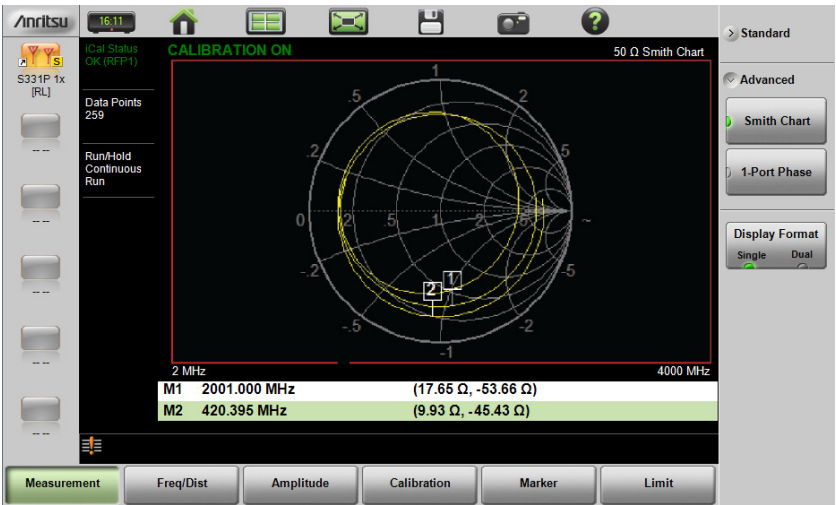 Anritsu
16:11
S331P 1x
[RL]
-- --
-- --
-- --
-- --
-- --
iCal Status
OK (RFP1)
Data Points
259
Run/Hold
Continuous
Run
CALIBRATION ON
50 Ω Smith Chart
1
.5
2
.2
5
0
.2
.5
1
2
5
~
-.2
-5
-.5
-2
-1
1
2
2 MHz
4000 MHz
M1 2001.000 MHz (17.65 Ω, -53.66 Ω)
M2 420.395 MHz (9.93 Ω, -45.43 Ω)
Standard
Advanced
Smith Chart
1-Port Phase
Display Format
Single Dual
Measurement
Freq/Dist
Amplitude
Calibration
Marker
Limit